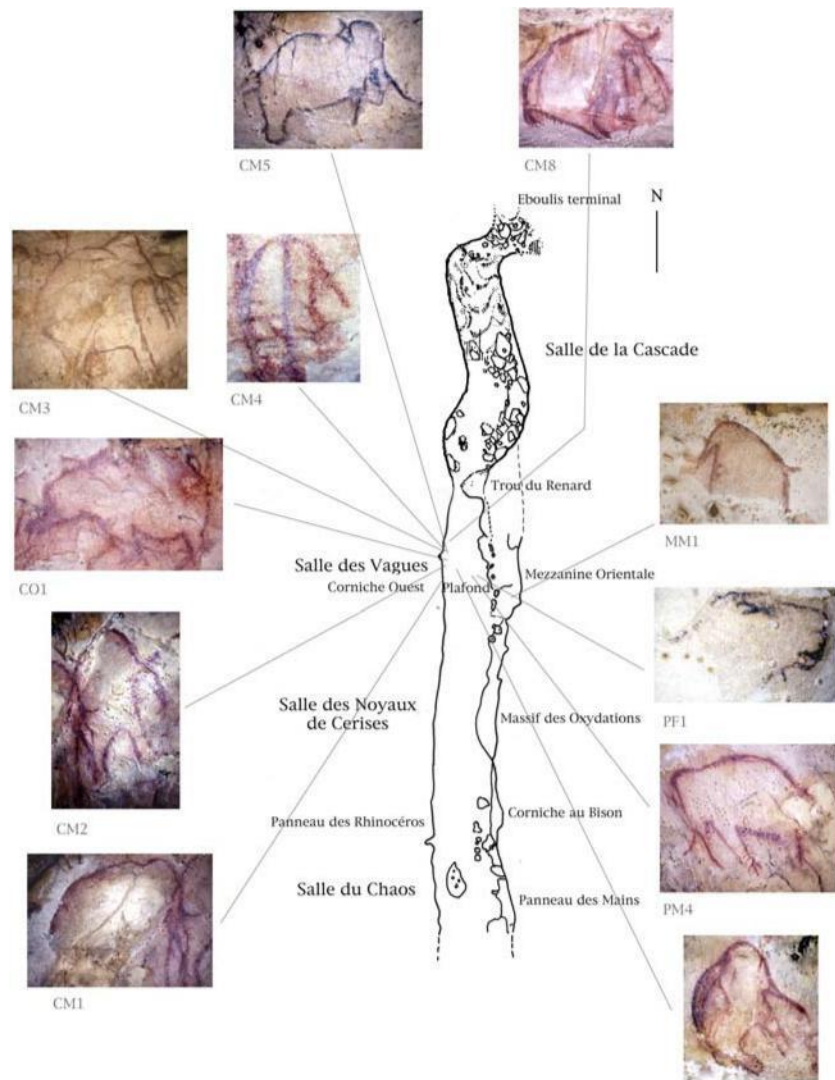 CM5
CM8
Eboulis terminal
N
CM3
CM4
Salle de la Cascade
CO1
Trou du Renard
MM1
Salle des Vagues
Corniche Ouest
Plafond
Mezzanine Orientale
CM2
PF1
Salle des Noyaux
de Cerises
Massif des Oxydations
Panneau des Rhinocéros
Corniche au Bison
Salle du Chaos
Panneau des Mains
PM4
CM1